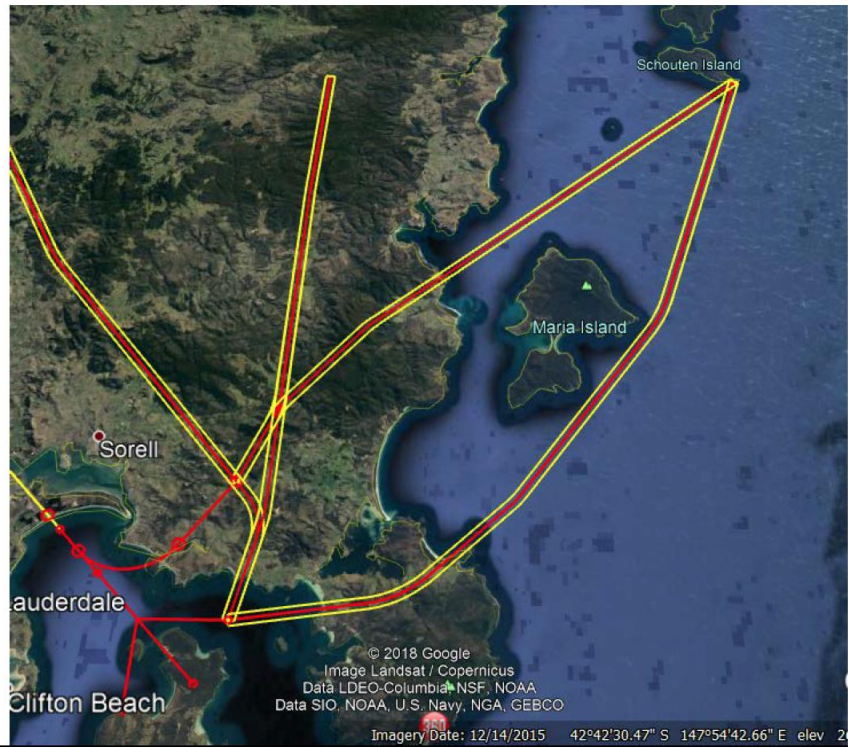 Schouten Island
Maria Island
Sorell
Lauderdale
Clifton Beach
© 2018 Google
Image Landsat / Copernicus
Data LDEO-Columbia, NSF, NOAA
Data SIO, NOAA, U.S. Navy, NGA, GEBCO
Imagery Date: 12/14/2015 42°42'30.47" S 147°54'42.66" E elev